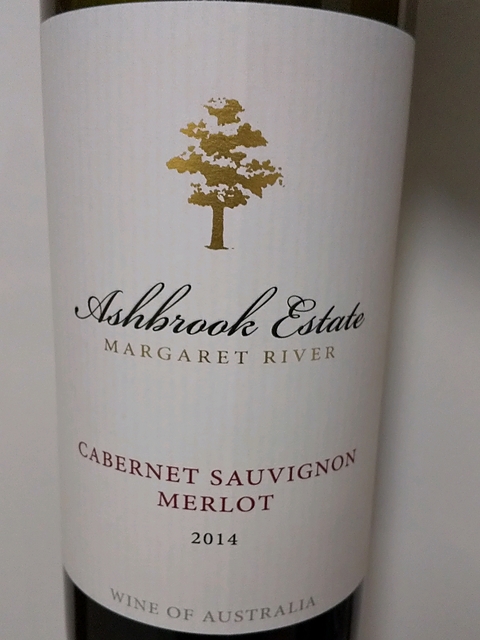 Ashbrook Estate
MARGARET RIVER
CABERNET SAUVIGNON
MERLOT
2014
WINE OF AUSTRALIA